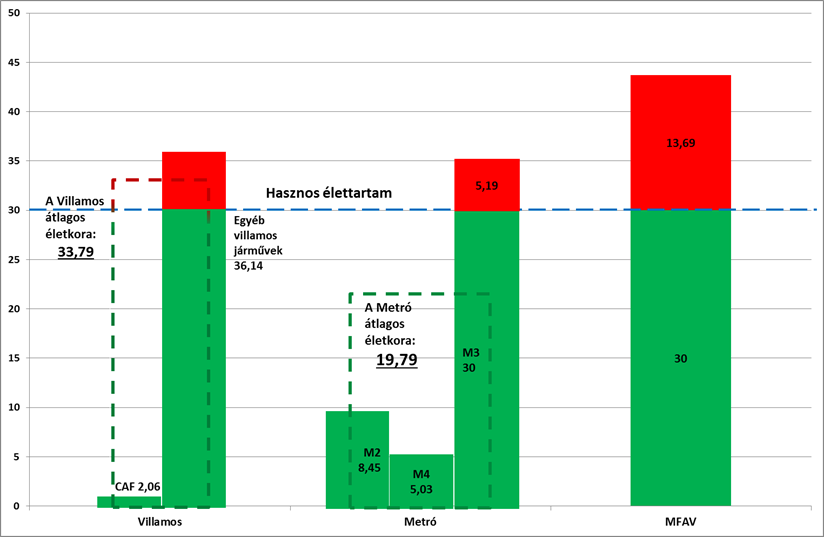 50
45
40
35
30
25
20
15
10
5
0
A Villamos
átlagos
életkora:
33,79
CAF 2,06
Hasznos élettartam
Egyéb
villamos
járművek
36,14
A Metró
átlagos
életkora:
19,79
M2
8,45
M4
5,03
5,19
M3
30
13,69
30
Villamos
Metró
MFAV